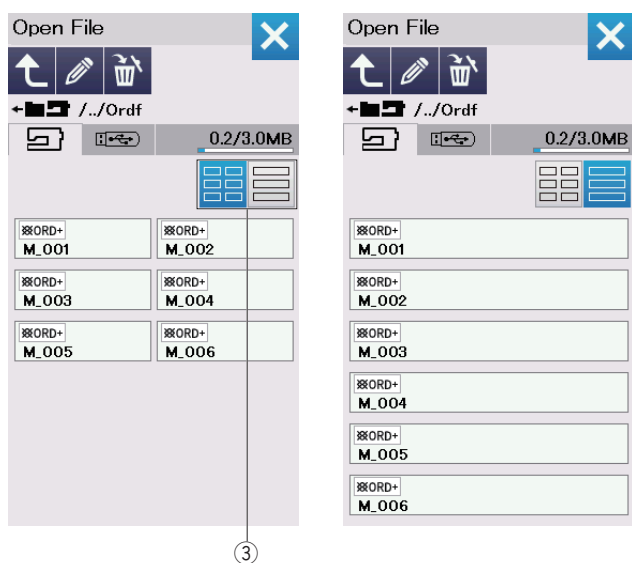 Open File
/../Ordf
0.2/3.0MB
ORD+
M_001
ORD+
M_002
ORD+
M_003
ORD+
M_004
ORD+
M_005
ORD+
M_006
③
Open File
/../Ordf
0.2/3.0MB
ORD+
M_001
ORD+
M_002
ORD+
M_003
ORD+
M_004
ORD+
M_005
ORD+
M_006